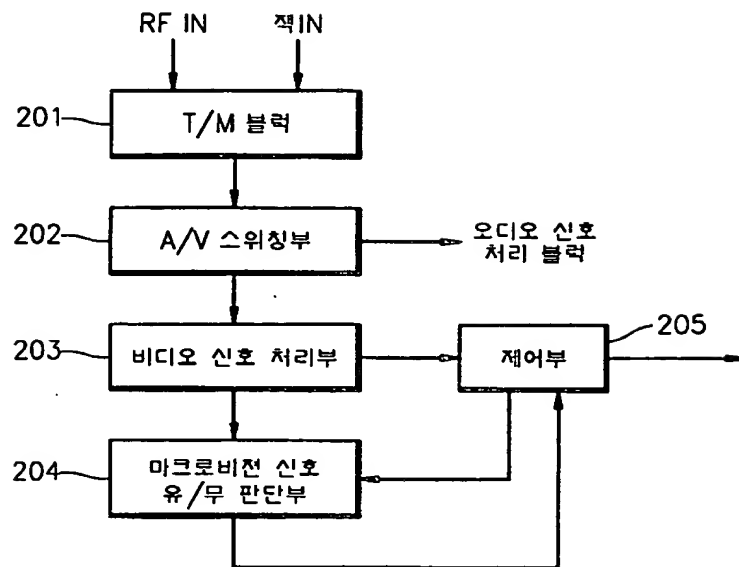 RF IN
잭IN
201
T/M 블럭
202
A/V 스위칭부
오디오 신호
처리 블럭
203
비디오 신호 처리부
제어부
205
204
마크로비젼 신호
유/무 판단부